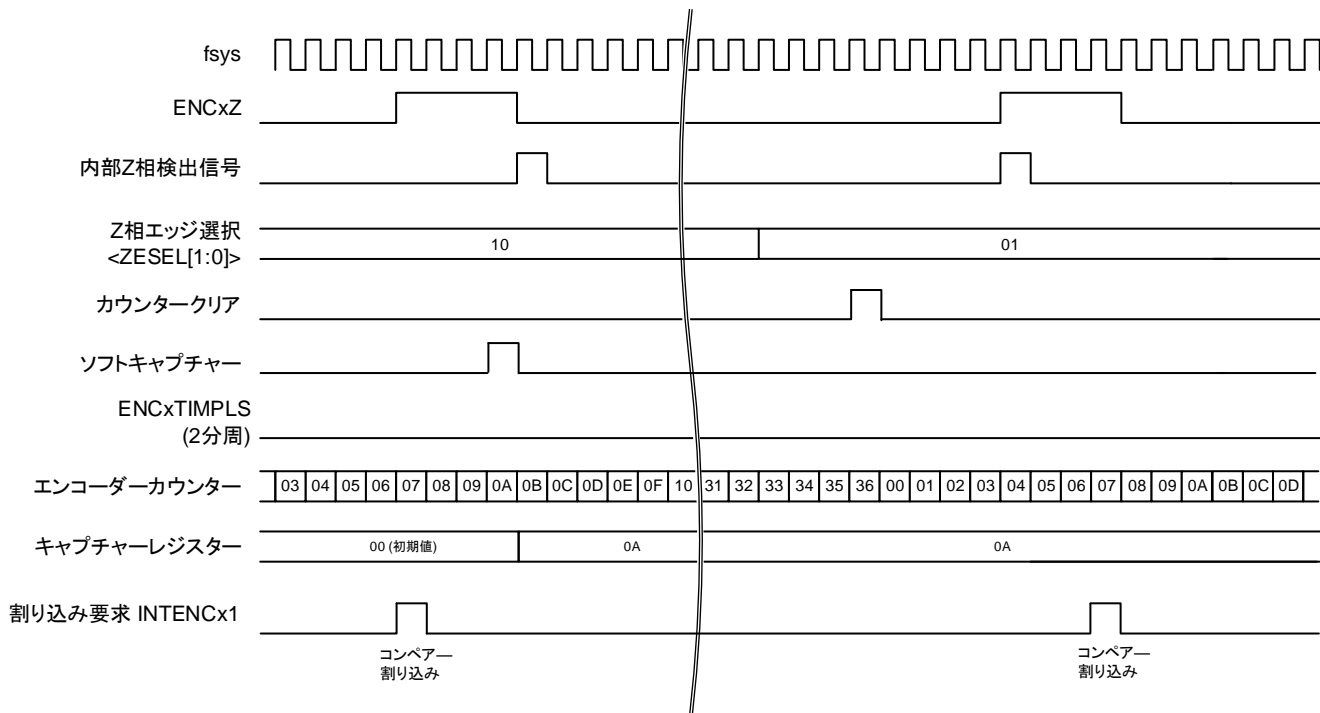 fsys
ENCxZ
内部Z相検出信号
Z相エッジ選択
<ZESEL[1:0]>
10
01
カウンタークリア
ソフトキャプチャー
ENCxTIMPLS
(2分周)
エンコーダーカウンター
03 04 05 06 07 08 09 0A 0B 0C 0D 0E 0F 10 31 32 33 34 35 36 00 01 02 03 04 05 06 07 08 09 0A 0B 0C 0D
キャプチャーレジスター
00 (初期値)
0A
0A
割り込み要求 INTENCx1
コンペアー
割り込み
コンペアー
割り込み